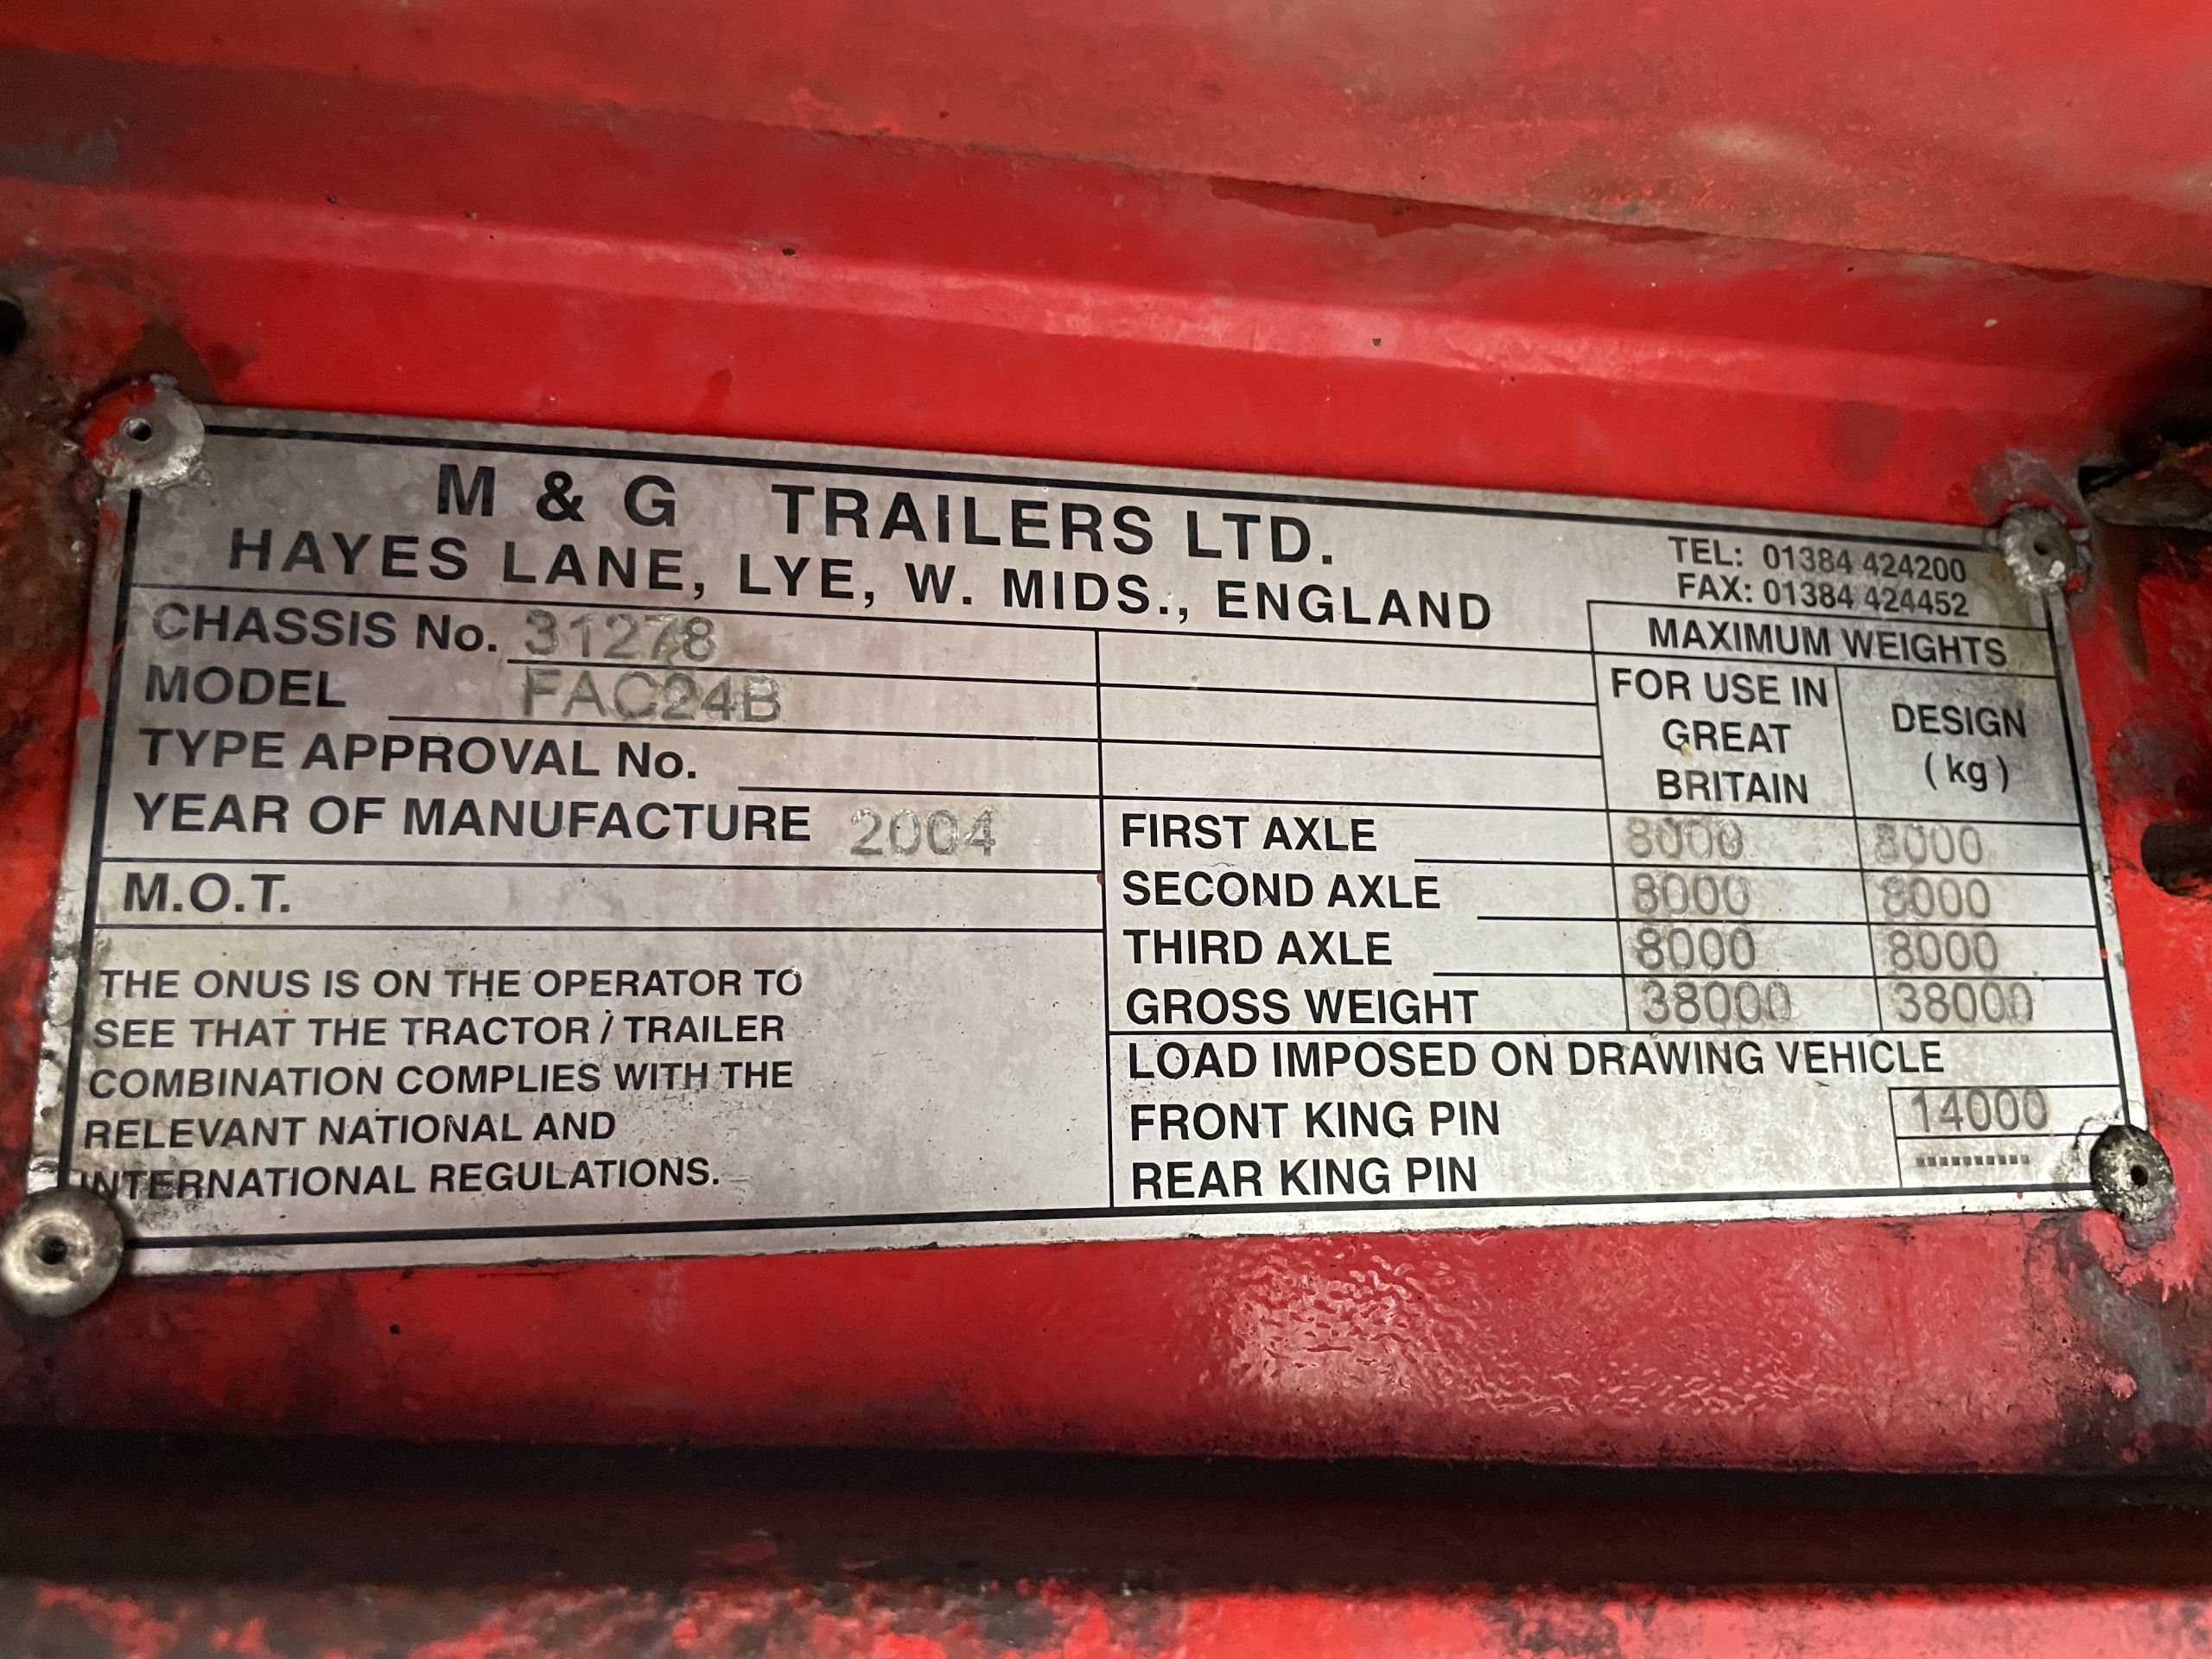 M & G TRAILERS LTD.
HAYES LANE, LYE, W. MIDS., ENGLAND
TEL: 01384 424200
FAX: 01384 424452
CHASSIS No. 31278
MODEL FAC24B
TYPE APPROVAL No.
YEAR OF MANUFACTURE 2004
M.O.T.
THE ONUS IS ON THE OPERATOR TO
SEE THAT THE TRACTOR / TRAILER
COMBINATION COMPLIES WITH THE
RELEVANT NATIONAL AND
INTERNATIONAL REGULATIONS.
MAXIMUM WEIGHTS
FOR USE IN
GREAT
BRITAIN
DESIGN
(kg)
FIRST AXLE 8000 8000
SECOND AXLE 8000 8000
THIRD AXLE 8000 8000
GROSS WEIGHT 38000 38000
LOAD IMPOSED ON DRAWING VEHICLE
FRONT KING PIN 14000
REAR KING PIN